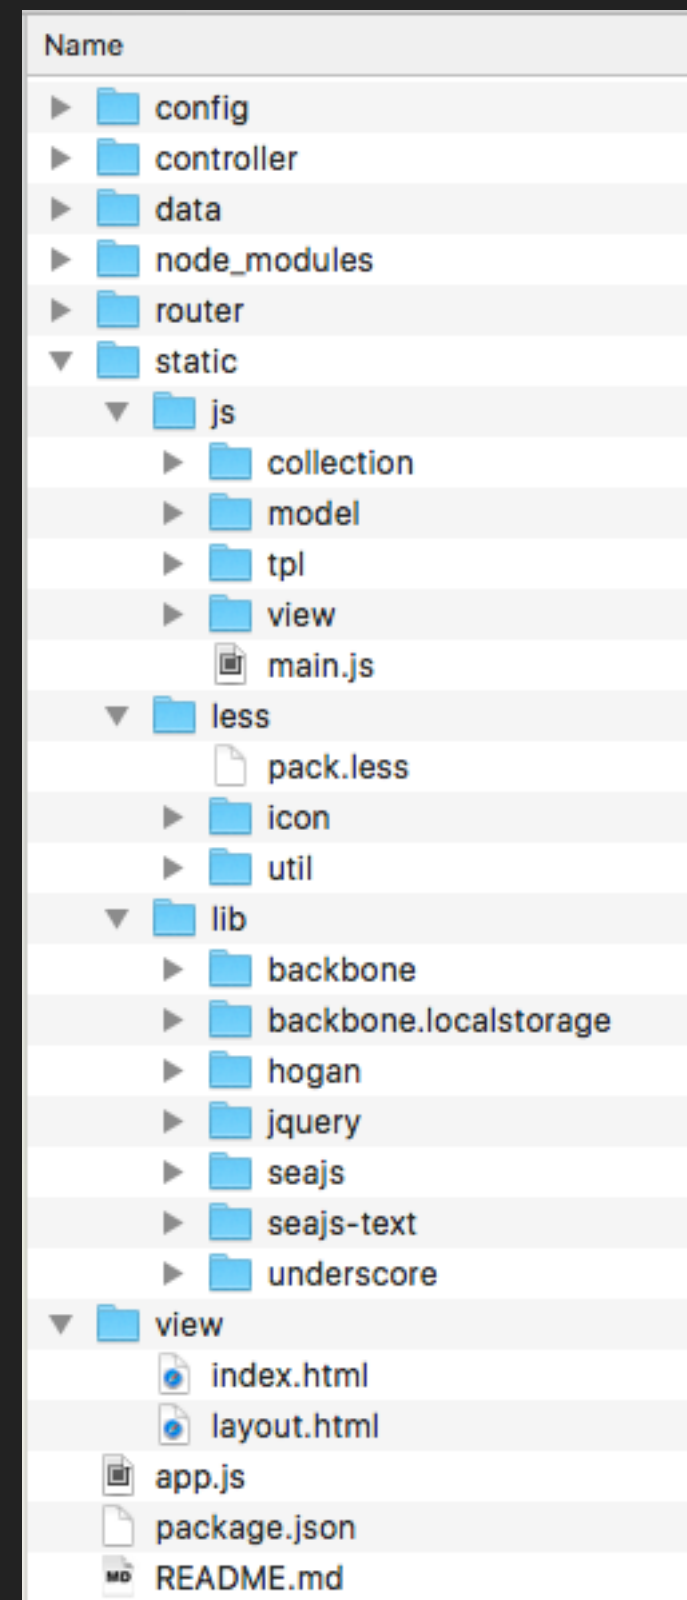 Name
config
controller
data
node_modules
router
static
js
collection
model
tpl
view
main.js
less
pack.less
icon
util
lib
backbone
backbone.localstorage
hogan
jquery
seajs
seajs-text
underscore
view
index.html
layout.html
app.js
package.json
MD README.md